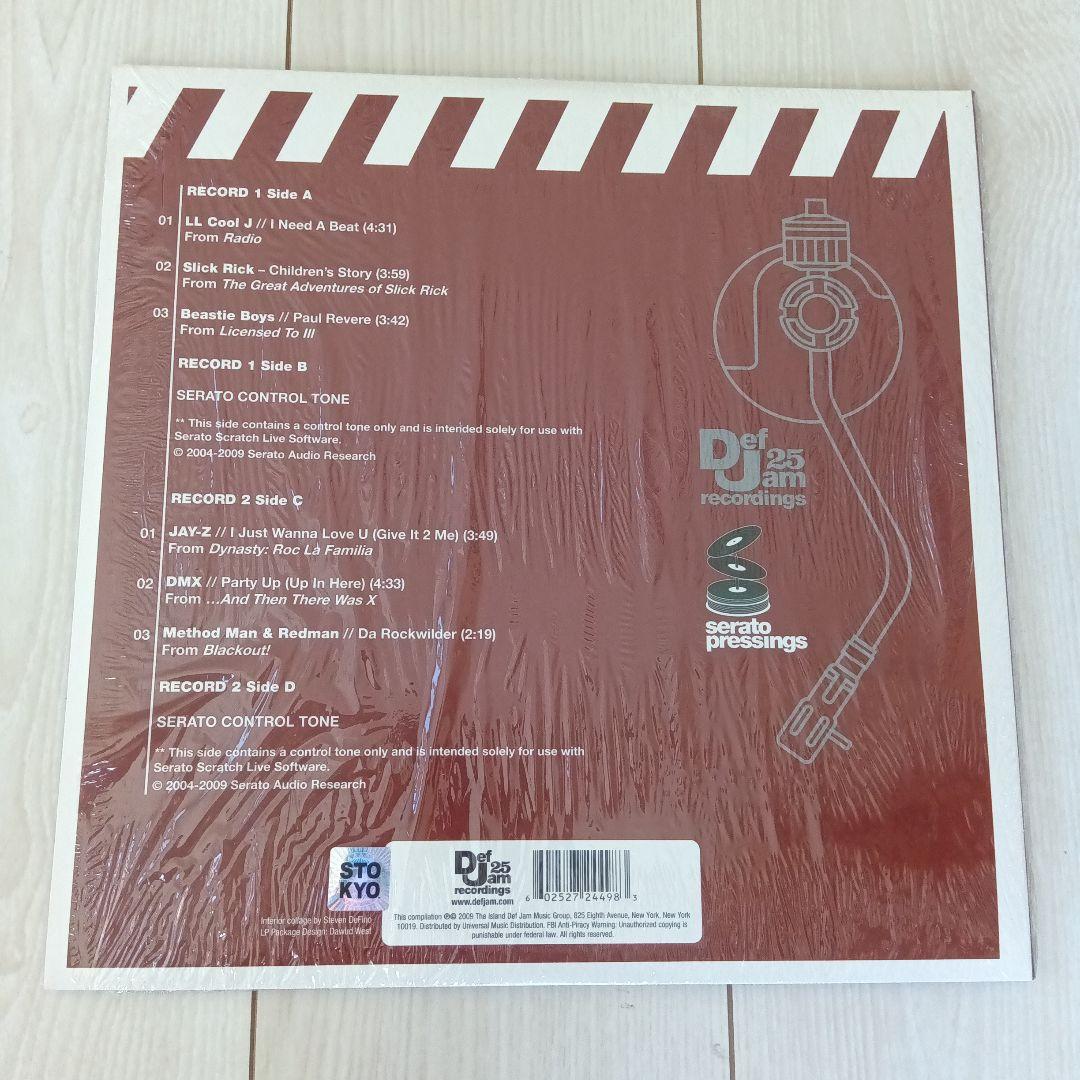 RECORD 1 Side A
01 LL Cool J // I Need A Beat (4:31)
From Radio
02 Slick Rick – Children's Story (3:59)
From The Great Adventures of Slick Rick
03 Beastie Boys // Paul Revere (3:42)
From Licensed To Ill
RECORD 1 Side B
SERATO CONTROL TONE
** This side contains a control tone only and is intended solely for use with
Serato Scratch Live Software.
© 2004-2009 Serato Audio Research
RECORD 2 Side C
01 JAY-Z // I Just Wanna Love U (Give It 2 Me) (3:49)
From Dynasty: Roc La Familia
02 DMX // Party Up (Up In Here) (4:33)
From ...And Then There Was X
03 Method Man & Redman // Da Rockwilder (2:19)
From Blackout!
RECORD 2 Side D
SERATO CONTROL TONE
** This side contains a control tone only and is intended solely for use with
Serato Scratch Live Software.
© 2004-2009 Serato Audio Research
Def
Jam 25
recordings
serato
pressings
STO
KYO
Interior collage by Steven DeFino
LP Package Design: Dawud West
Def
Jam 25
recordings
www.defjam.com
6 02527 24498 3
This compilation ℗© 2009 The Island Def Jam Music Group, 825 Eighth Avenue, New York, New York
10019. Distributed by Universal Music Distribution. FBI Anti-Piracy Warning: Unauthorized copying is
punishable under federal law. All rights reserved.